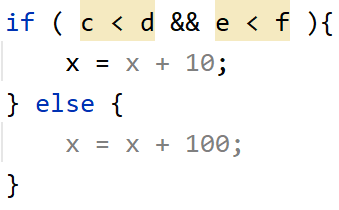 if ( c < d && e < f ){
    x = x + 10;
} else {
    x = x + 100;
}